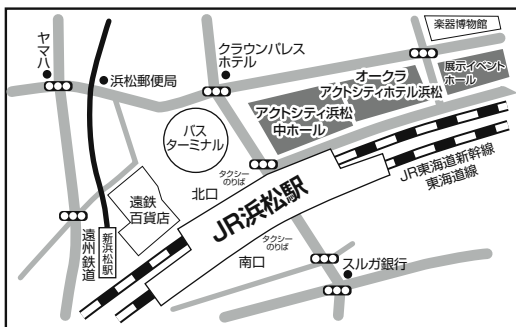 楽器博物館
ヤマハ
浜松郵便局
クラウンパレス
ホテル
オークラ
アクトシティホテル浜松
展示イベント
ホール
アクトシティ浜松
中ホール
バス
ターミナル
タクシー
のりば
北口
JR浜松駅
JR東海道新幹線
東海道線
遠鉄
百貨店
遠州鉄道
新浜松駅
タクシー
のりば
南口
スルガ銀行